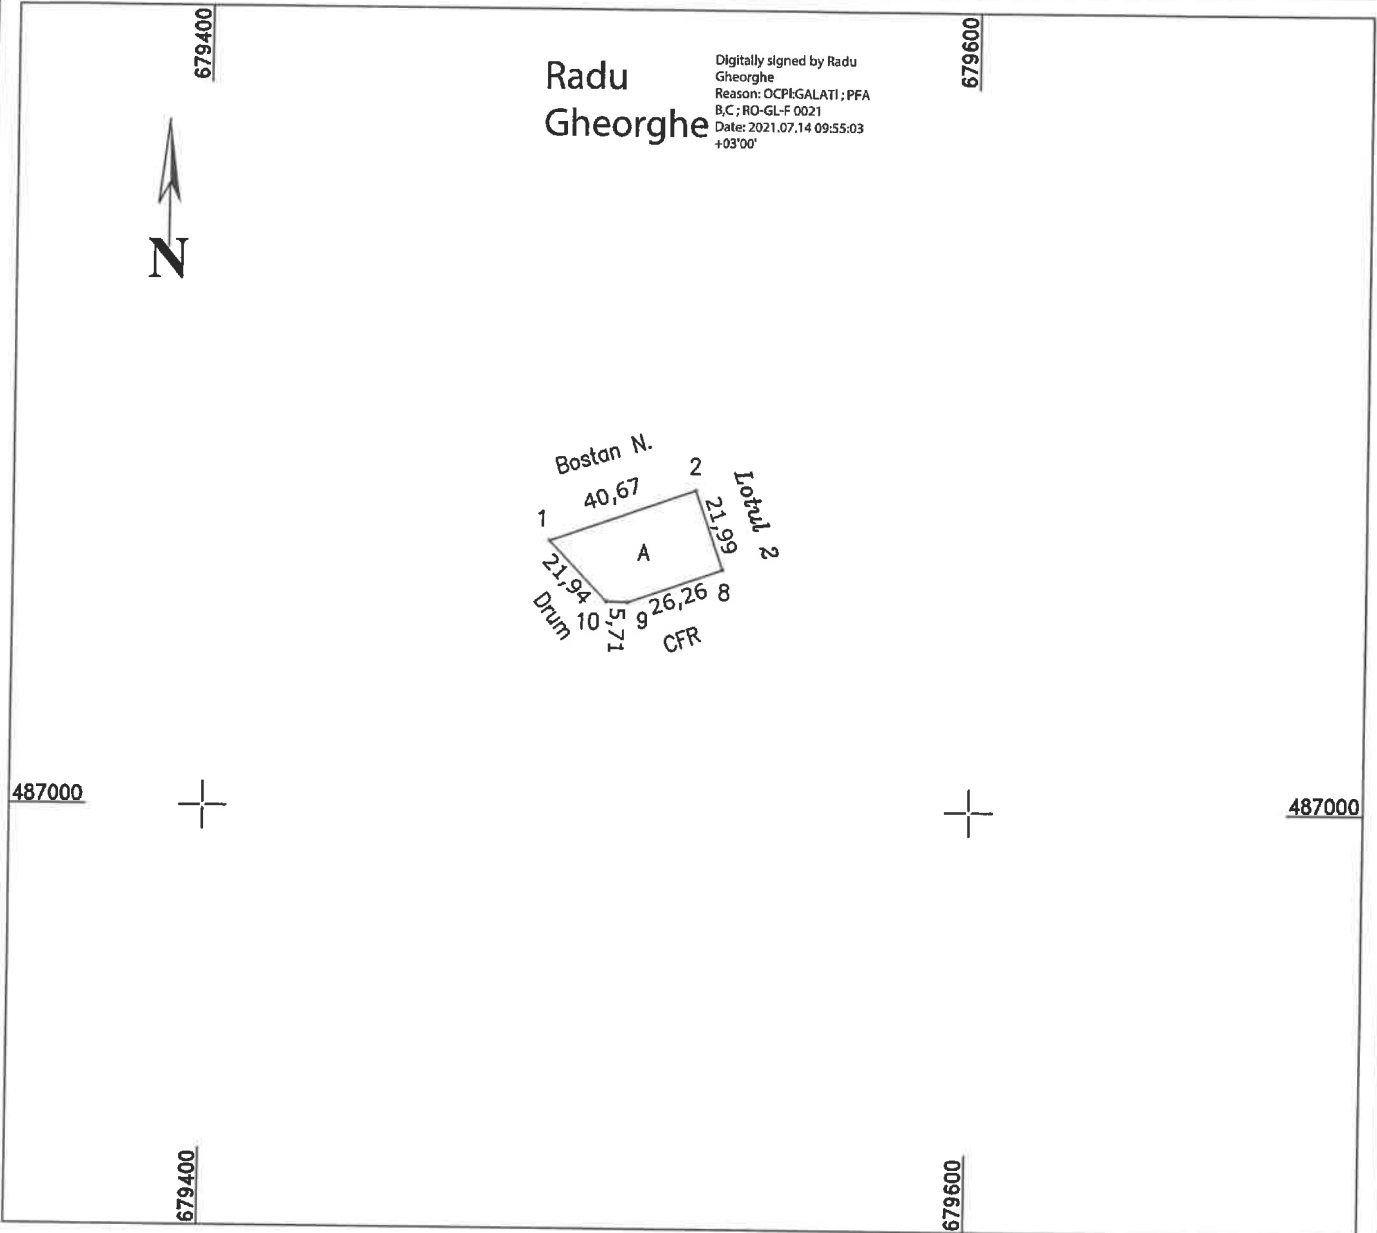 679400
679600
Radu
Gheorghe
Digitally signed by Radu
Gheorghe
Reason: OCPI:GALATI ; PFA
B,C ; RO-GL-F 0021
Date: 2021.07.14 09:55:03
+03'00'
N
Bostan N.
40,67
1
2
Lotul 2
21,99
A
21,94
Drum
10
5,71
9
26,26
8
CFR
487000
487000
679400
679600